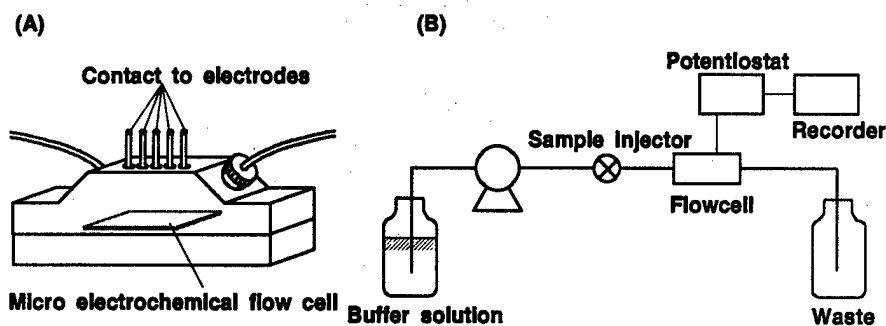 (A)
Contact to electrodes
Micro electrochemical flow cell
(B)
Potentiostat
Recorder
Sample injector
Flowcell
Buffer solution
Waste